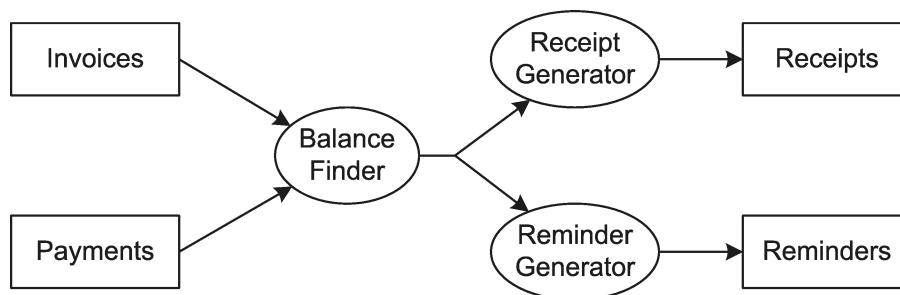 Invoices
Receipt
Generator
Receipts
Balance
Finder
Payments
Reminder
Generator
Reminders